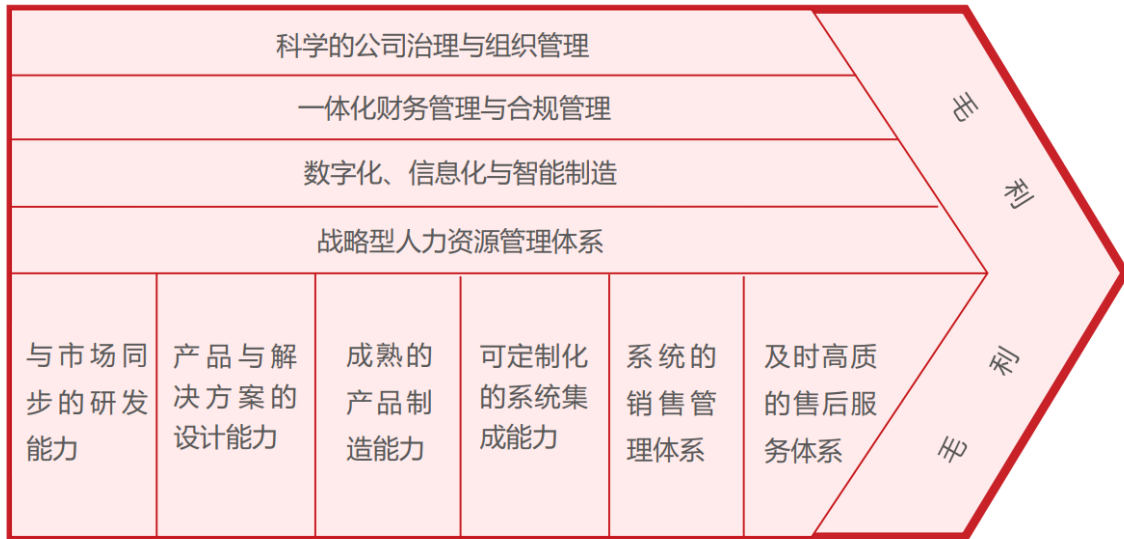 科学的公司治理与组织管理
一体化财务管理与合规管理
数字化、信息化与智能制造
战略型人力资源管理体系
与市场同
步的研发
能力
产品与解
决方案的
设计能力
成熟的
产品制
造能力
可定制化
的系统集
成能力
系统的
销售管
理体系
及时高质
的售后服
务体系
毛利
毛利